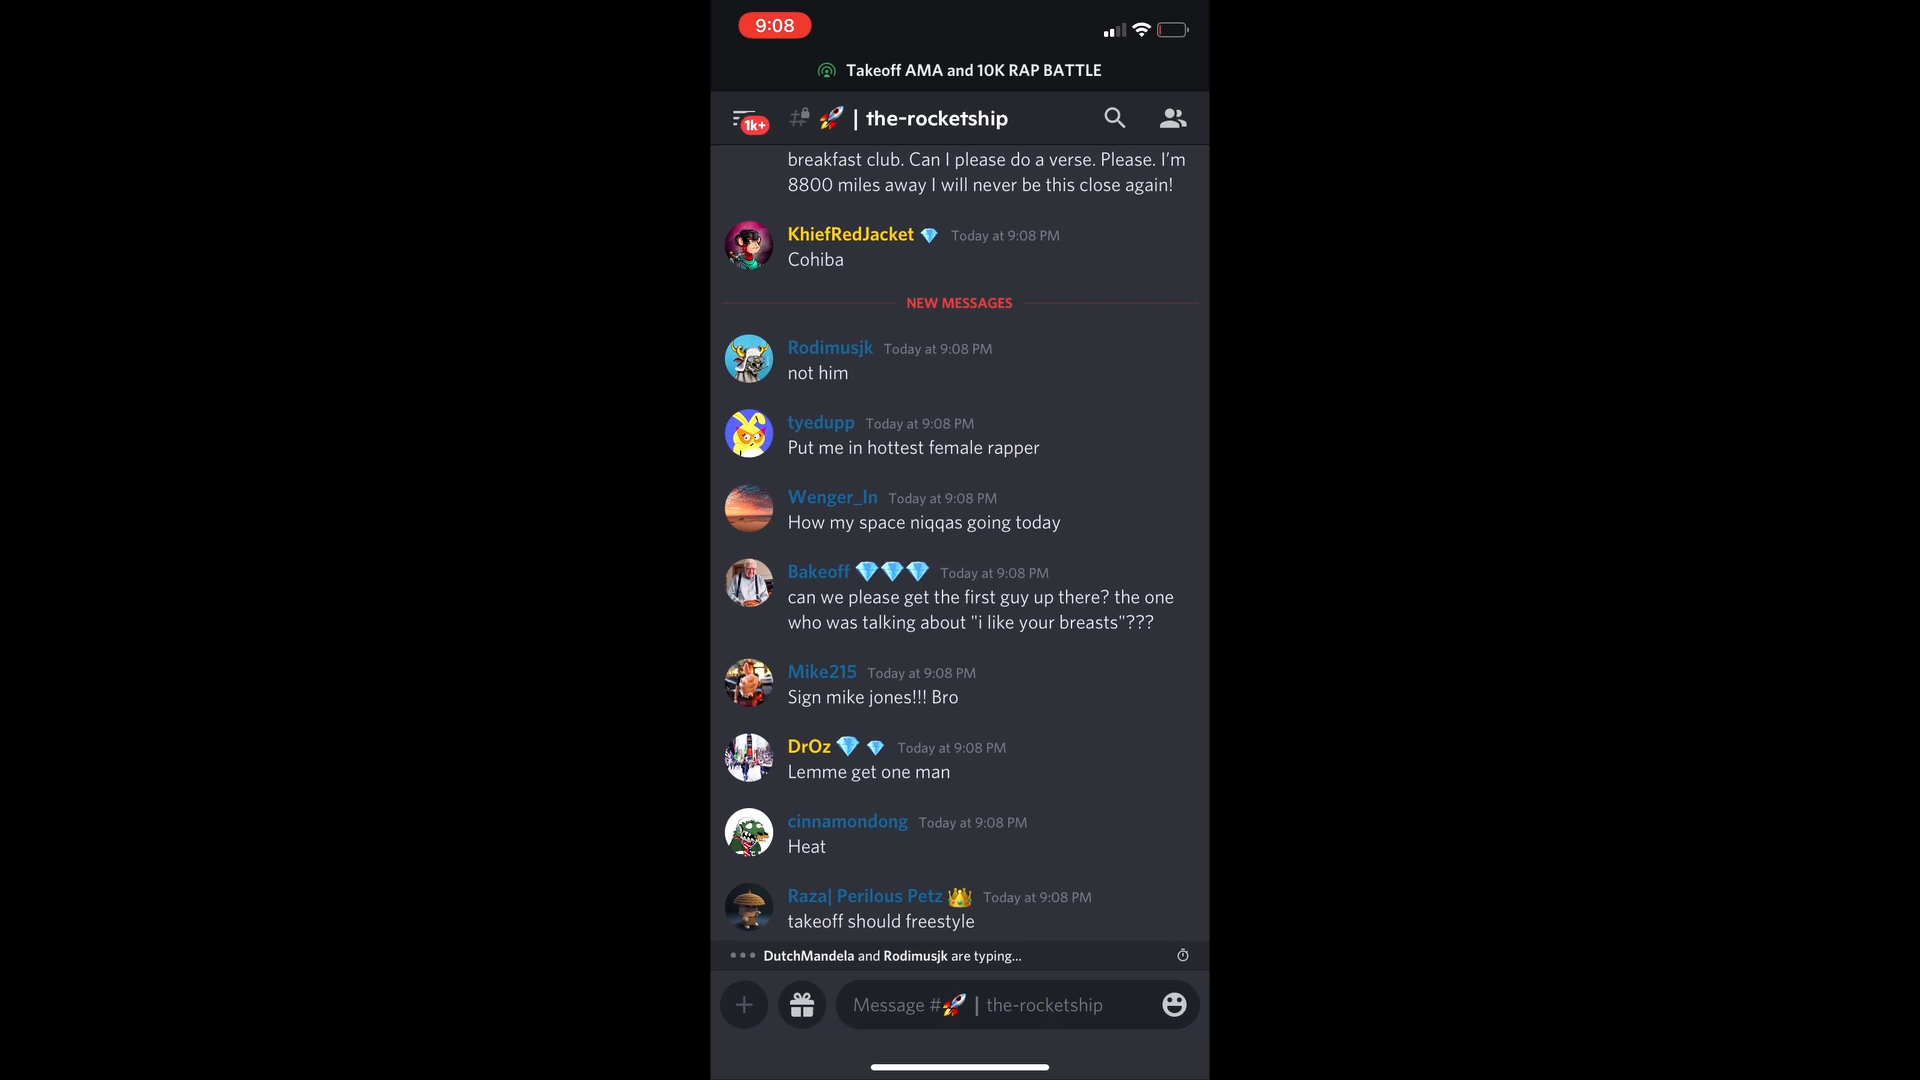 9:08
Takeoff AMA and 10K RAP BATTLE
1k+
# 🚀 | the-rocketship
breakfast club. Can I please do a verse. Please. I'm
8800 miles away I will never be this close again!
KhiefRedJacket 💎 Today at 9:08 PM
Cohiba
NEW MESSAGES
Rodimusjk Today at 9:08 PM
not him
tyedupp Today at 9:08 PM
Put me in hottest female rapper
Wenger_In Today at 9:08 PM
How my space niqqas going today
Bakeoff 💎💎💎 Today at 9:08 PM
can we please get the first guy up there? the one
who was talking about "i like your breasts"???
Mike215 Today at 9:08 PM
Sign mike jones!!! Bro
DrOz 💎 💎 Today at 9:08 PM
Lemme get one man
cinnamondong Today at 9:08 PM
Heat
Raza| Perilous Petz 👑 Today at 9:08 PM
takeoff should freestyle
DutchMandela and Rodimusjk are typing...
Message #🚀 | the-rocketship